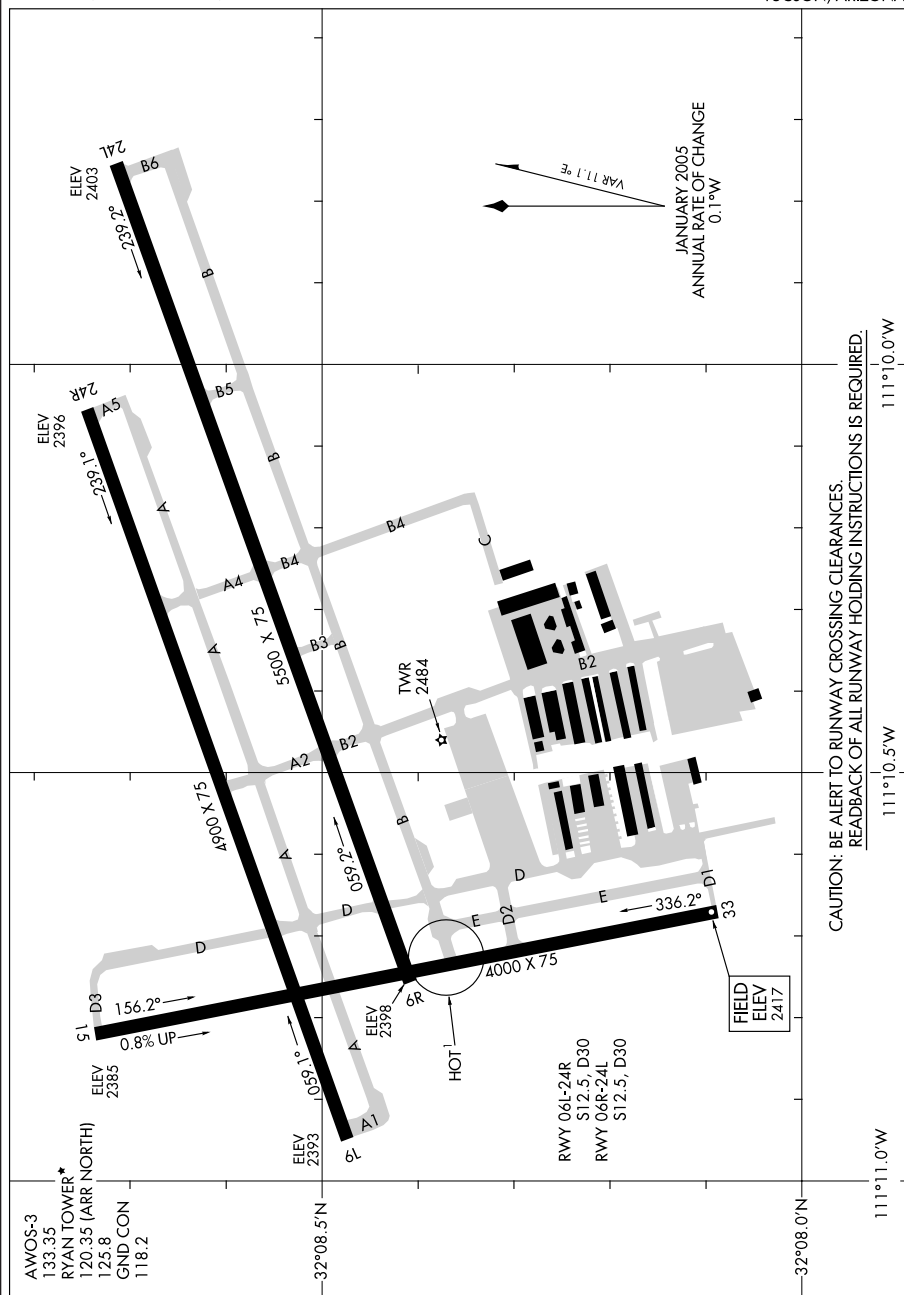 AWOS-3
133.35
RYAN TOWER★
120.35 (ARR NORTH)
125.8
GND CON
118.2
ELEV
2385
15
D3
156.2°
0.8% UP
D
D
D
D
D1
D2
E
E
336.2°
33
4000 X 75
FIELD
ELEV
2417
ELEV
2393
6L
A1
059.1°
A
A
A
A
4900 X 75
A2
A4
A5
239.1°
24R
ELEV
2396
ELEV
2398
6R
059.2°
5500 X 75
B
B
B
B
B2
B2
B3
B4
B4
B5
B6
C
239.2°
24L
ELEV
2403
HOT¹
TWR
2484
RWY 06L-24R
S12.5, D30
RWY 06R-24L
S12.5, D30
VAR 11.1°E
JANUARY 2005
ANNUAL RATE OF CHANGE
0.1°W
32°08.5'N
32°08.0'N
111°11.0'W
111°10.5'W
111°10.0'W
CAUTION: BE ALERT TO RUNWAY CROSSING CLEARANCES.
READBACK OF ALL RUNWAY HOLDING INSTRUCTIONS IS REQUIRED.